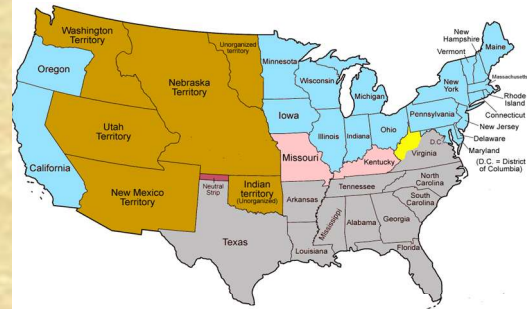 Washington
Territory
Oregon
California
Unorganized
territory
Nebraska
Territory
Utah
Territory
New Mexico
Territory
Neutral
Strip
Indian
territory
(Unorganized)
Texas
Minnesota
Wisconsin
Michigan
Iowa
Illinois
Indiana
Ohio
Missouri
Kentucky
Arkansas
Tennessee
Louisiana
Mississippi
Alabama
Georgia
Florida
South
Carolina
North
Carolina
Virginia
D.C.
Pennsylvania
New
York
New
Hampshire
Vermont
Maine
Massachusett
Rhode
Island
Connecticut
New Jersey
Delaware
Maryland
(D.C. = District
of Columbia)